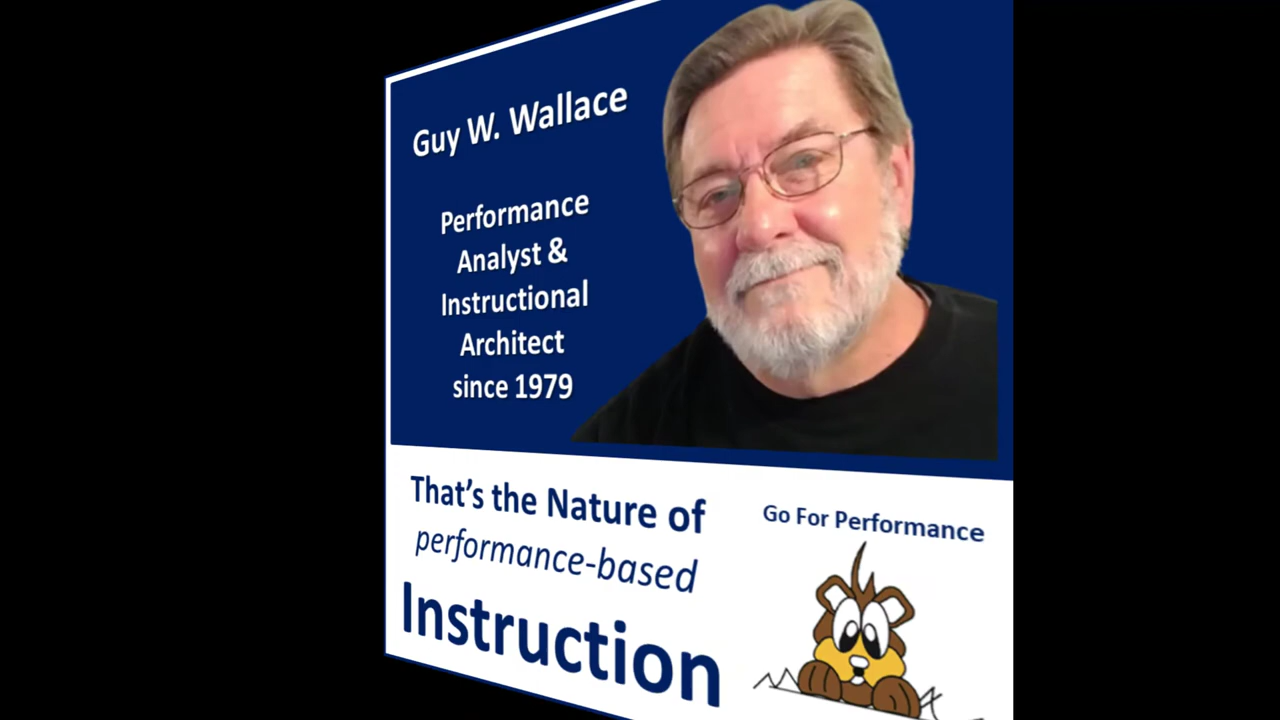 Guy W. Wallace
Performance
Analyst &
Instructional
Architect
since 1979
That's the Nature of
performance-based
Instruction
Go For Performance